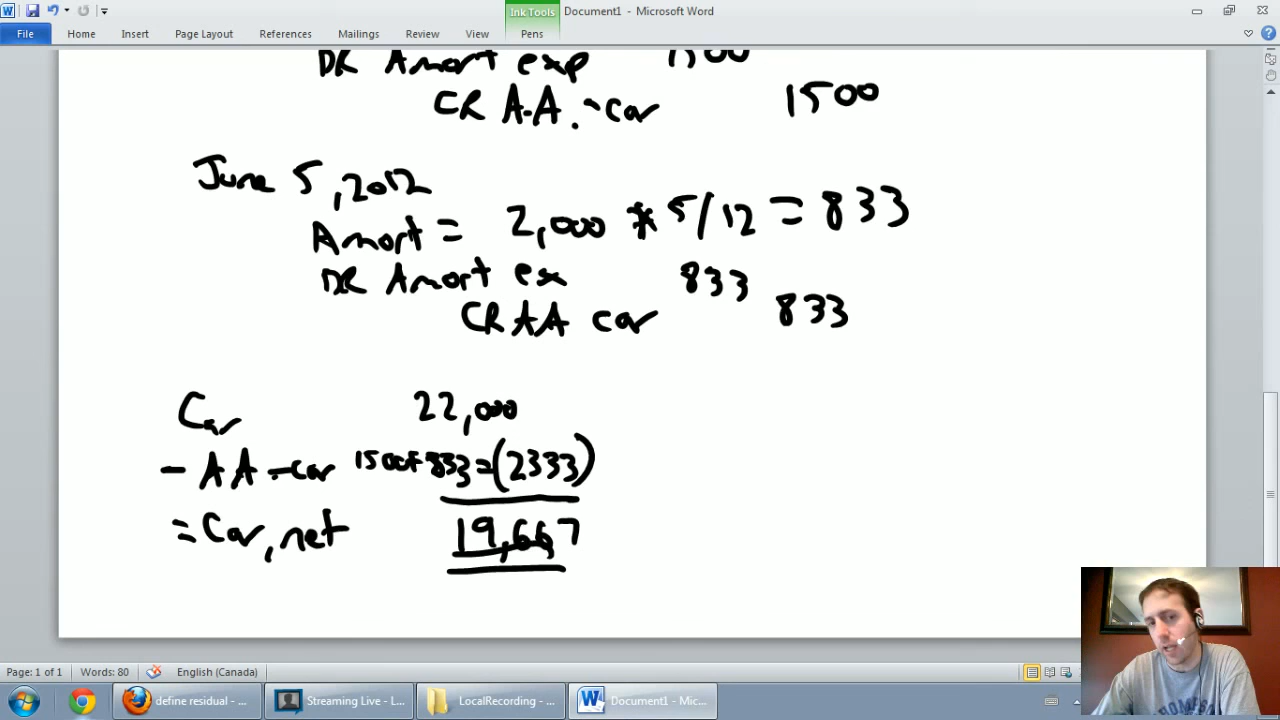 Ink Tools
Document1 - Microsoft Word
File Home Insert Page Layout References Mailings Review View Pens
DR Amort exp 1500
CR A.A. - car 1500
June 5, 2012
Amort = 2,000 * 5/12 = 833
DR Amort ex 833
CR AA car 833
Car 22,000
- AA - car 1500 + 833 = (2333)
= Car, net 19,667
Page: 1 of 1 Words: 80 English (Canada)
define residual - ... Streaming Live - L... LocalRecording - ... Document1 - Mic...